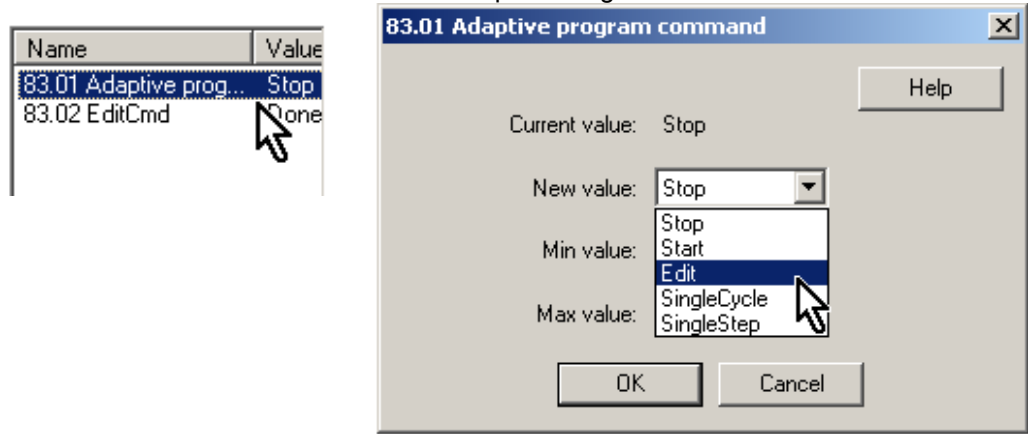 Name Value
83.01 Adaptive prog... Stop
83.02 EditCmd Done
83.01 Adaptive program command
Help
Current value: Stop
New value: Stop
Stop
Min value: Start
Edit
Max value: SingleCycle
SingleStep
OK Cancel